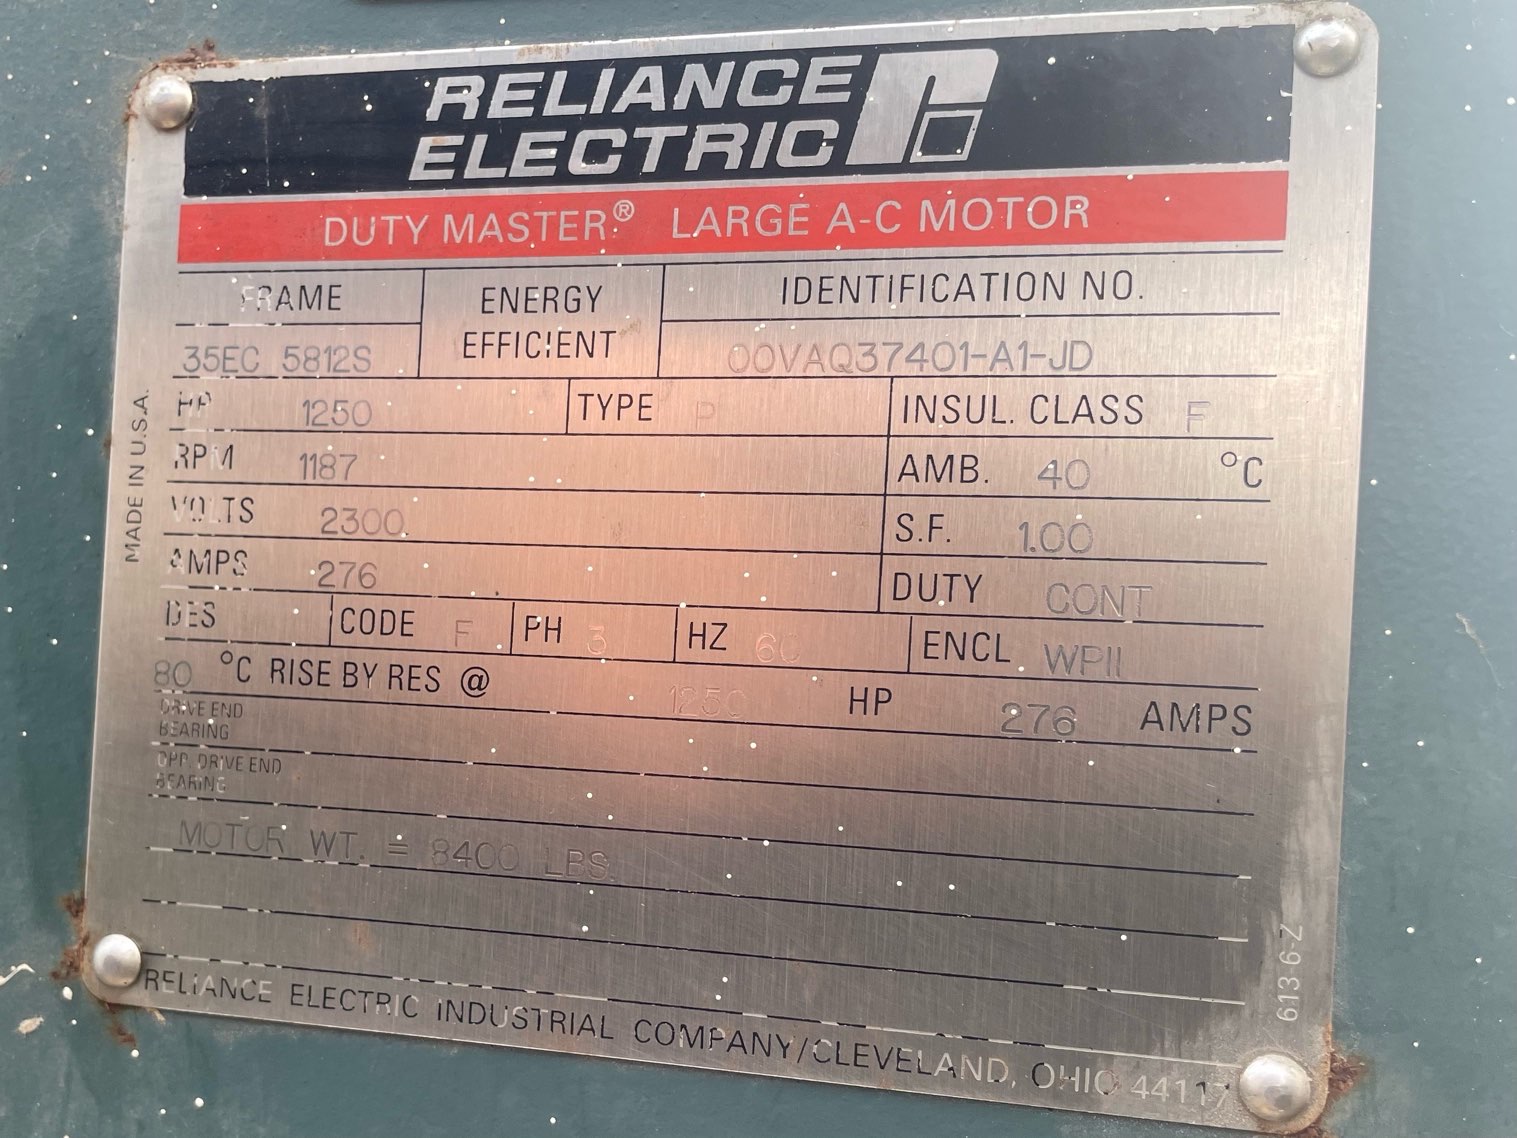 RELIANCE
ELECTRIC
DUTY MASTER® LARGE A-C MOTOR
FRAME
35EC 5812S
ENERGY
EFFICIENT
IDENTIFICATION NO.
00VAQ37401-A1-JD
HP 1250 TYPE P INSUL. CLASS F
RPM 1187 AMB. 40 °C
VOLTS 2300 S.F. 1.00
AMPS 276 DUTY CONT
DES CODE F PH 3 HZ 60 ENCL WPII
80 °C RISE BY RES @ 1250 HP 276 AMPS
DRIVE END
BEARING
OPP. DRIVE END
BEARING
MOTOR WT. = 8400 LBS.
RELIANCE ELECTRIC INDUSTRIAL COMPANY/CLEVELAND, OHIO 44117
MADE IN U.S.A.
613 6-Z